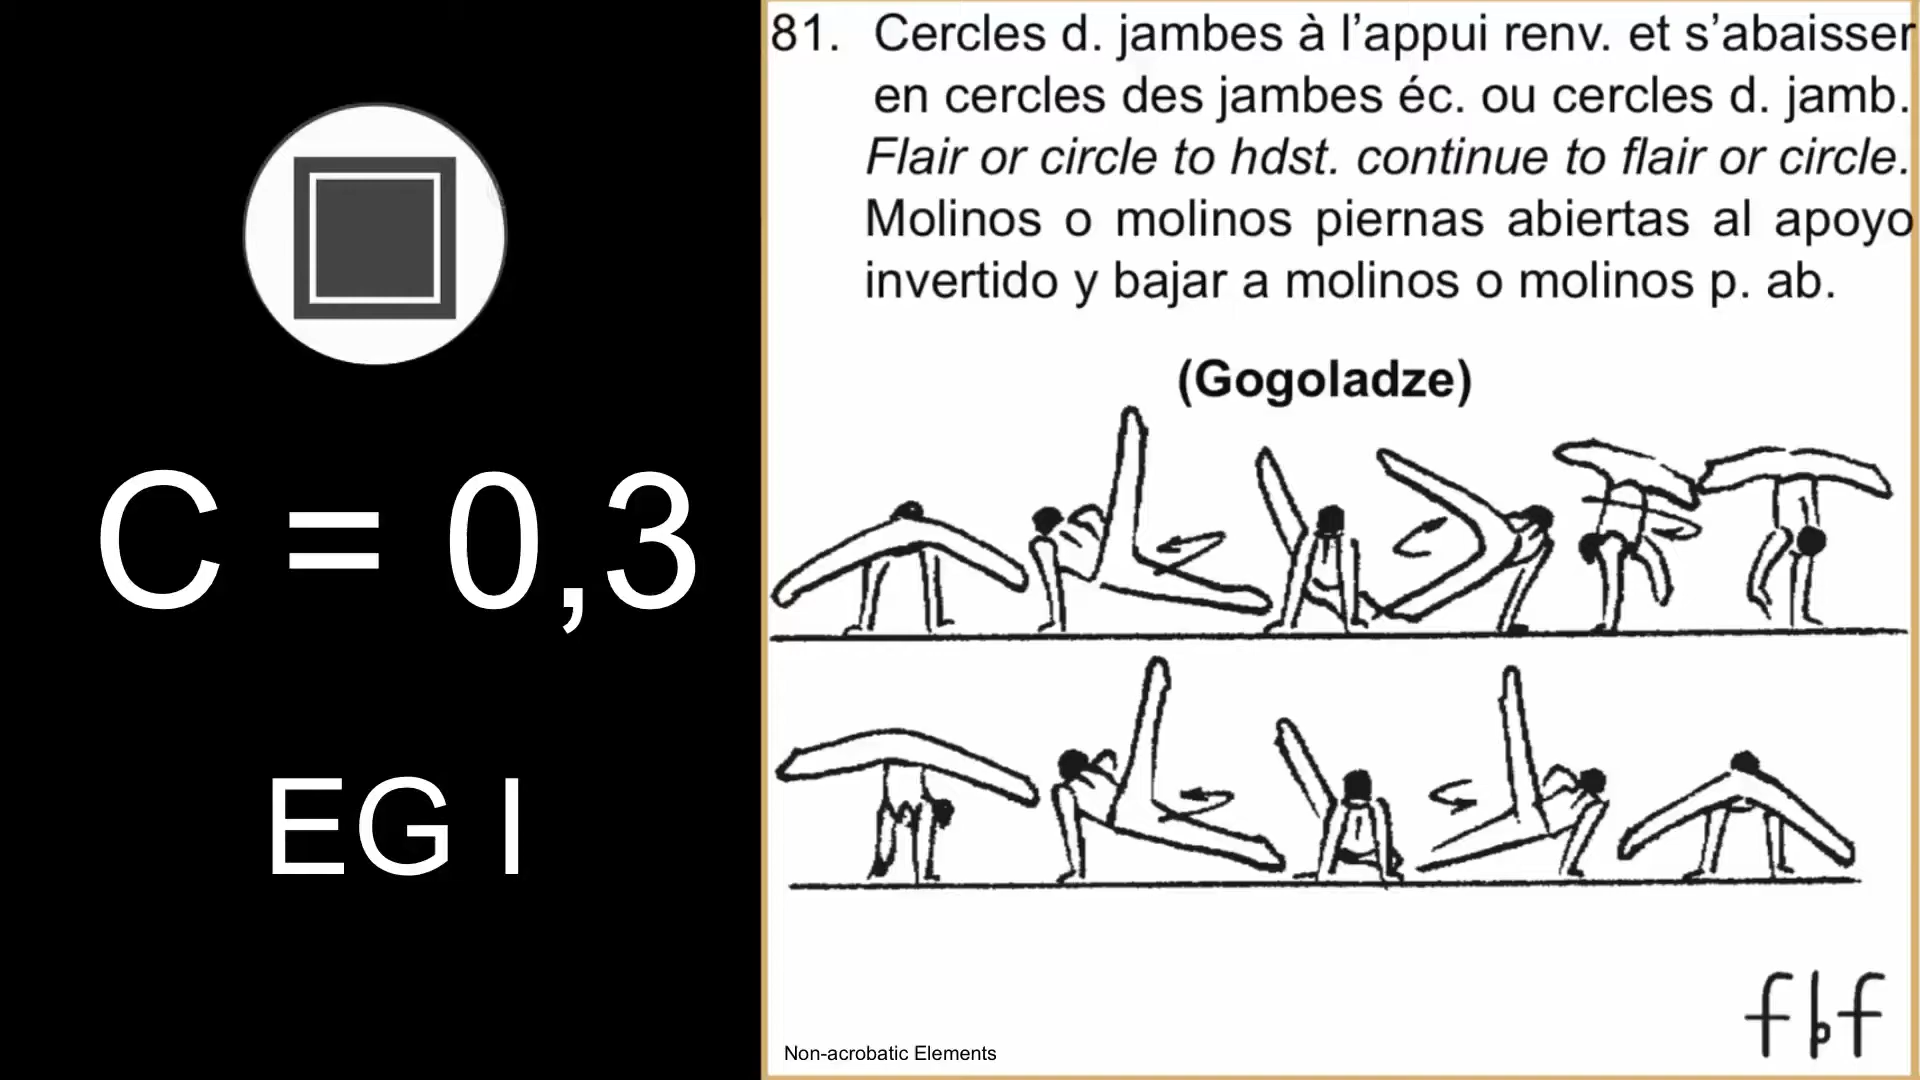 C = 0,3
EG I
81. Cercles d. jambes à l’appui renv. et s’abaisser
en cercles des jambes éc. ou cercles d. jamb.
Flair or circle to hdst. continue to flair or circle.
Molinos o molinos piernas abiertas al apoyo
invertido y bajar a molinos o molinos p. ab.
(Gogoladze)
Non-acrobatic Elements